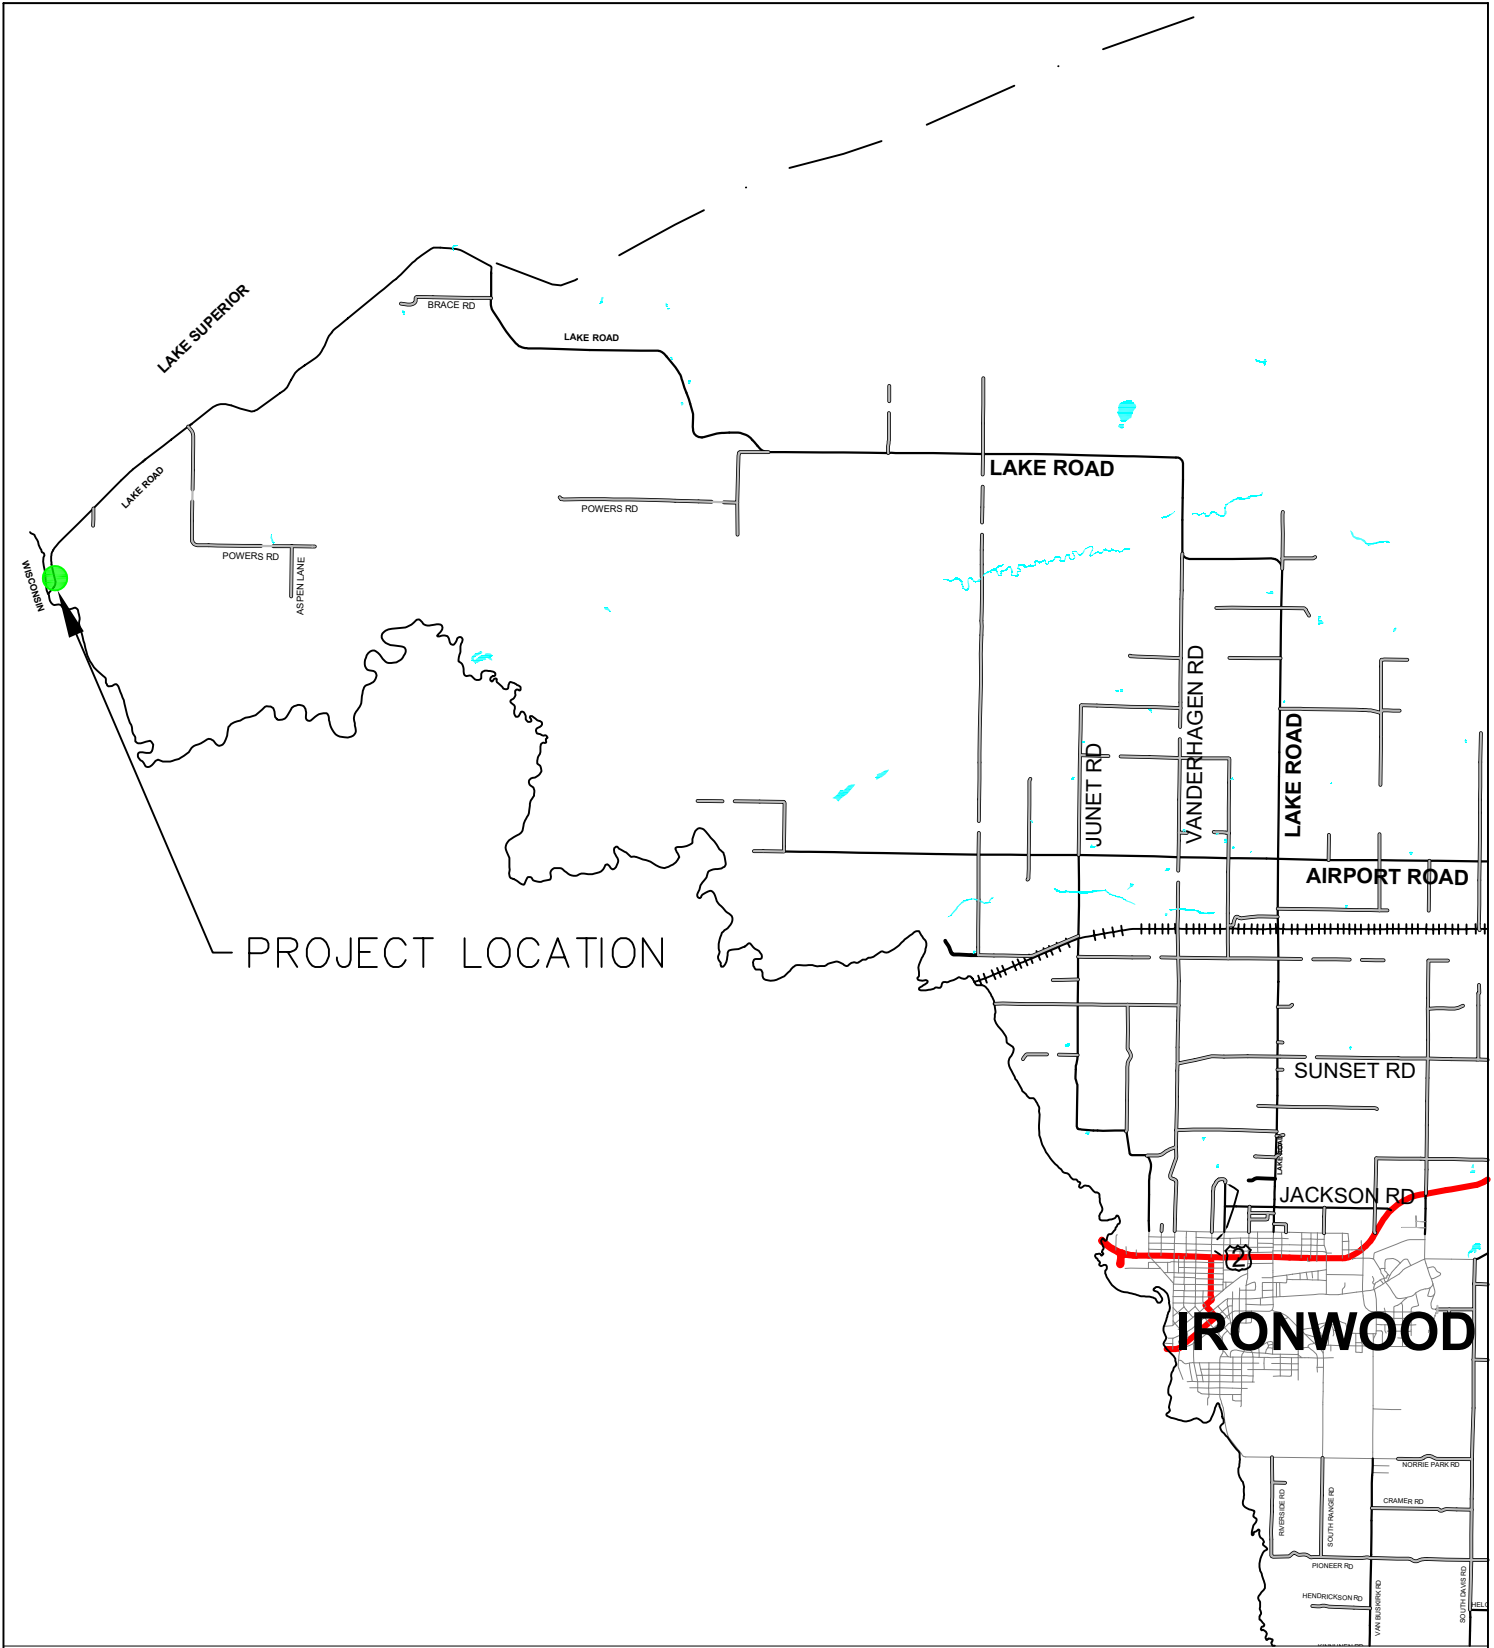 LAKE SUPERIOR
BRACE RD
LAKE ROAD
LAKE ROAD
LAKE ROAD
POWERS RD
POWERS RD
ASPEN LANE
WISCONSIN
VANDERHAGEN RD
JUNET RD
LAKE ROAD
AIRPORT ROAD
PROJECT LOCATION
SUNSET RD
LAKE ROAD
JACKSON RD
2
IRONWOOD
NORRIE PARK RD
CRAMER RD
RIVERSIDE RD
SOUTH RANGE RD
PIONEER RD
HENDRICKSON RD
VAN BUSKIRK RD
SOUTH DAVIS RD